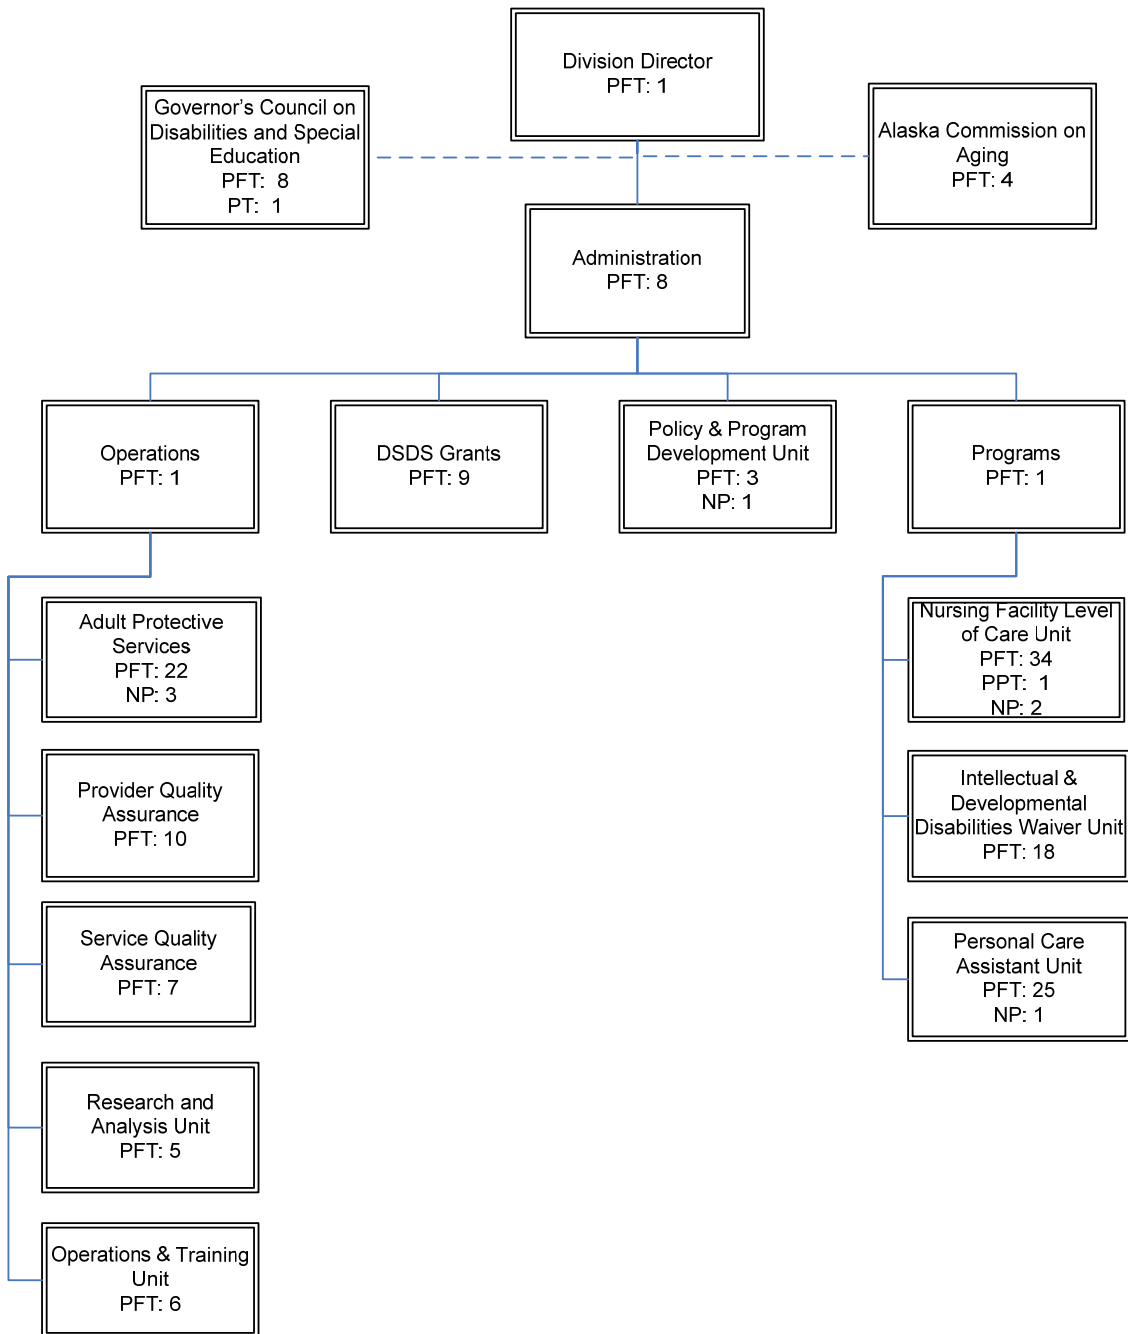 Division Director
PFT: 1
Governor’s Council on
Disabilities and Special
Education
PFT:  8
PT:  1
Alaska Commission on
Aging
PFT: 4
Administration
PFT: 8
Operations
PFT: 1
DSDS Grants
PFT: 9
Policy & Program
Development Unit
PFT: 3
NP: 1
Programs
PFT: 1
Adult Protective
Services
PFT: 22
NP: 3
Provider Quality
Assurance
PFT: 10
Service Quality
Assurance
PFT: 7
Research and
Analysis Unit
PFT: 5
Operations & Training
Unit
PFT: 6
Nursing Facility Level
of Care Unit
PFT: 34
PPT:  1
NP: 2
Intellectual &
Developmental
Disabilities Waiver Unit
PFT: 18
Personal Care
Assistant Unit
PFT: 25
NP: 1